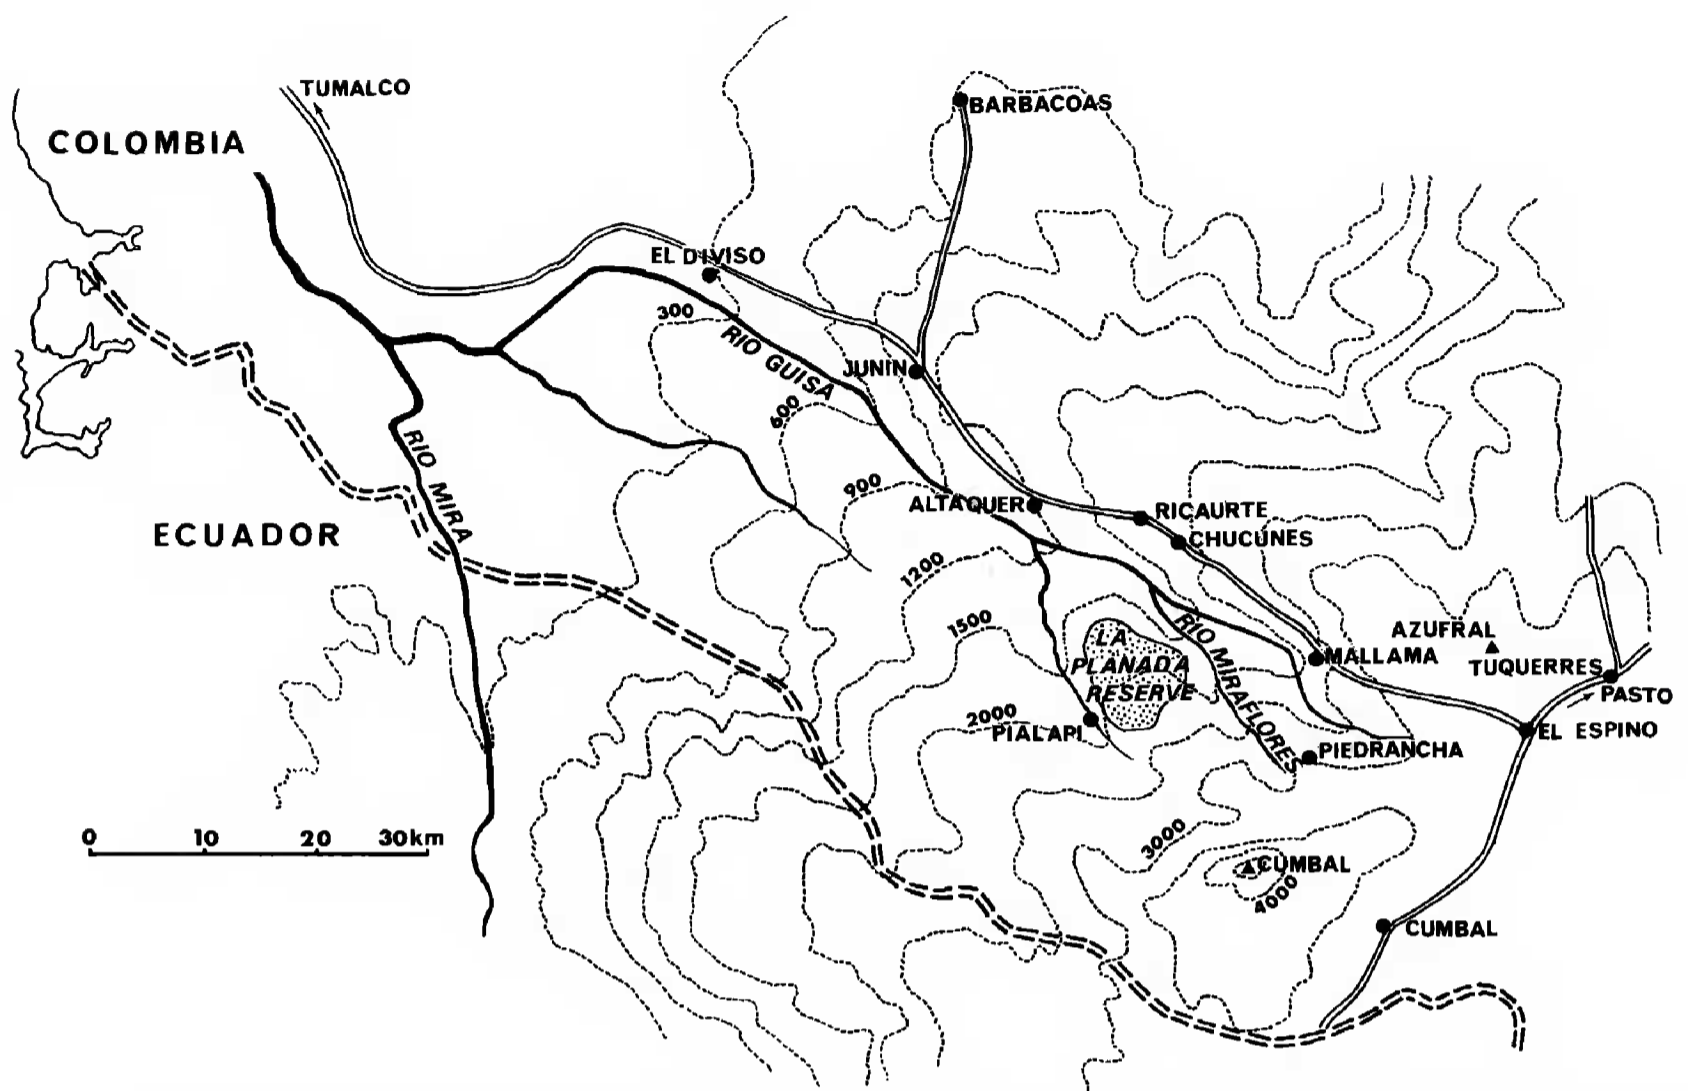 TUMALCO
BARBACOAS
COLOMBIA
EL DIVISO
300
RIO GUISA
JUNIN
600
RIO MIRA
900
ALTAQUER
RICAURTE
CHUCUNES
ECUADOR
1200
1500
RIO MIRAFLORES
LA
PLANADA
RESERVE
AZUFRAL
MALLAMA
TUQUERRES
PASTO
2000
PIALAPI
EL ESPINO
PIEDRANCHA
0 10 20 30km
3000
CUMBAL
4000
CUMBAL